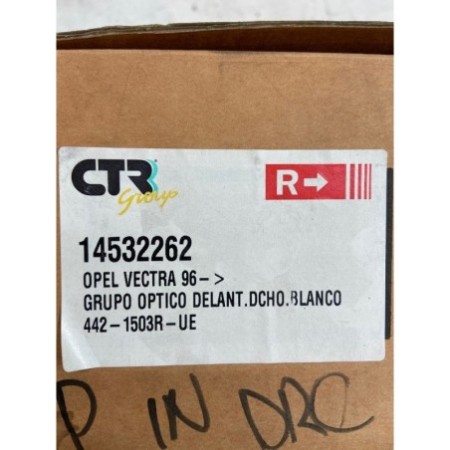 CTR
Group
R→
14532262
OPEL VECTRA 96->
GRUPO OPTICO DELANT.DCHO.BLANCO
442-1503R-UE
P IN DRC